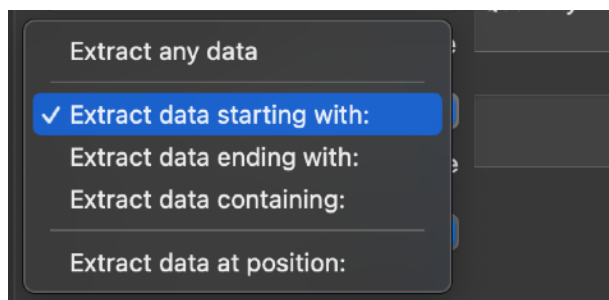 Extract any data
✓ Extract data starting with:
Extract data ending with:
Extract data containing:
Extract data at position: